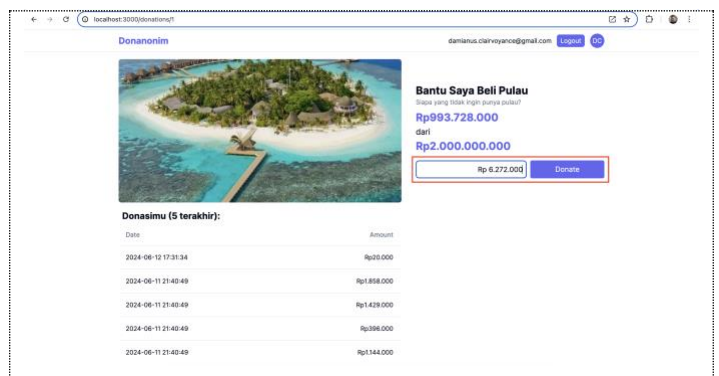 localhost:3000/donations/1
Donanonim
damianus.clairvoyance@gmail.com Logout DC
Bantu Saya Beli Pulau
Siapa yang tidak ingin punya pulau?
Rp993.728.000
dari
Rp2.000.000.000
Rp 6.272.000 Donate
Donasimu (5 terakhir):
Date Amount
2024-06-12 17:31:34 Rp20.000
2024-06-11 21:40:49 Rp1.858.000
2024-06-11 21:40:49 Rp1.429.000
2024-06-11 21:40:49 Rp396.000
2024-06-11 21:40:49 Rp1.144.000